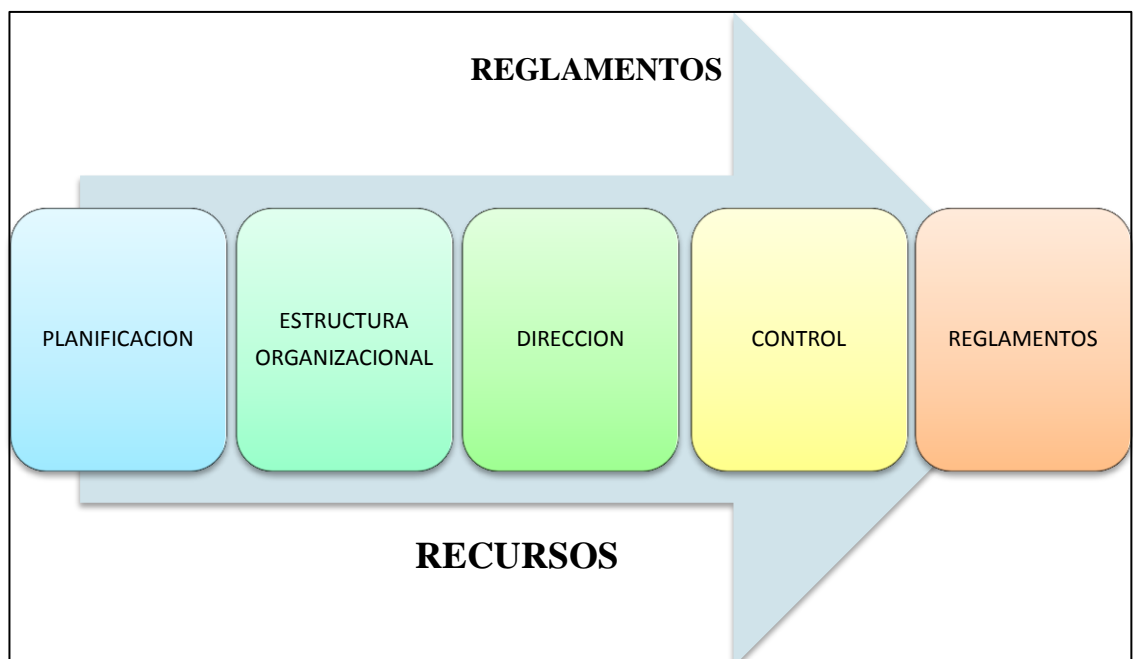 REGLAMENTOS
PLANIFICACION
ESTRUCTURA
ORGANIZACIONAL
DIRECCION
CONTROL
REGLAMENTOS
RECURSOS